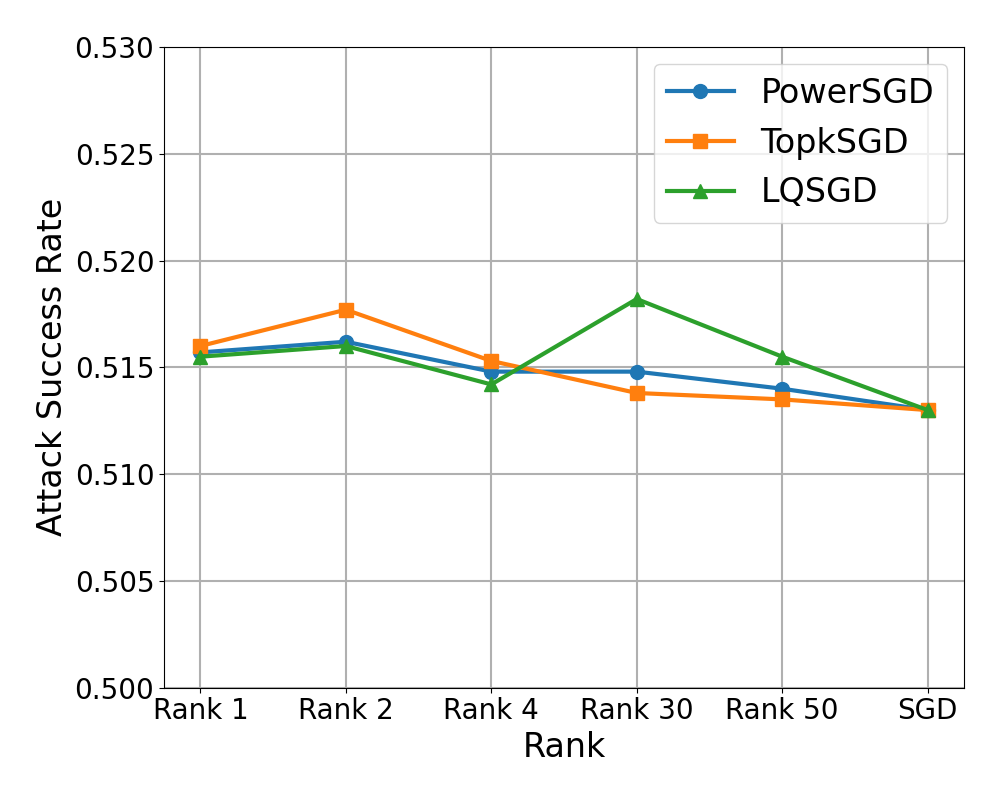 0.530
0.525
0.520
0.515
0.510
0.505
0.500
Attack Success Rate
PowerSGD
TopkSGD
LQSGD
Rank 1 Rank 2 Rank 4 Rank 30 Rank 50 SGD
Rank